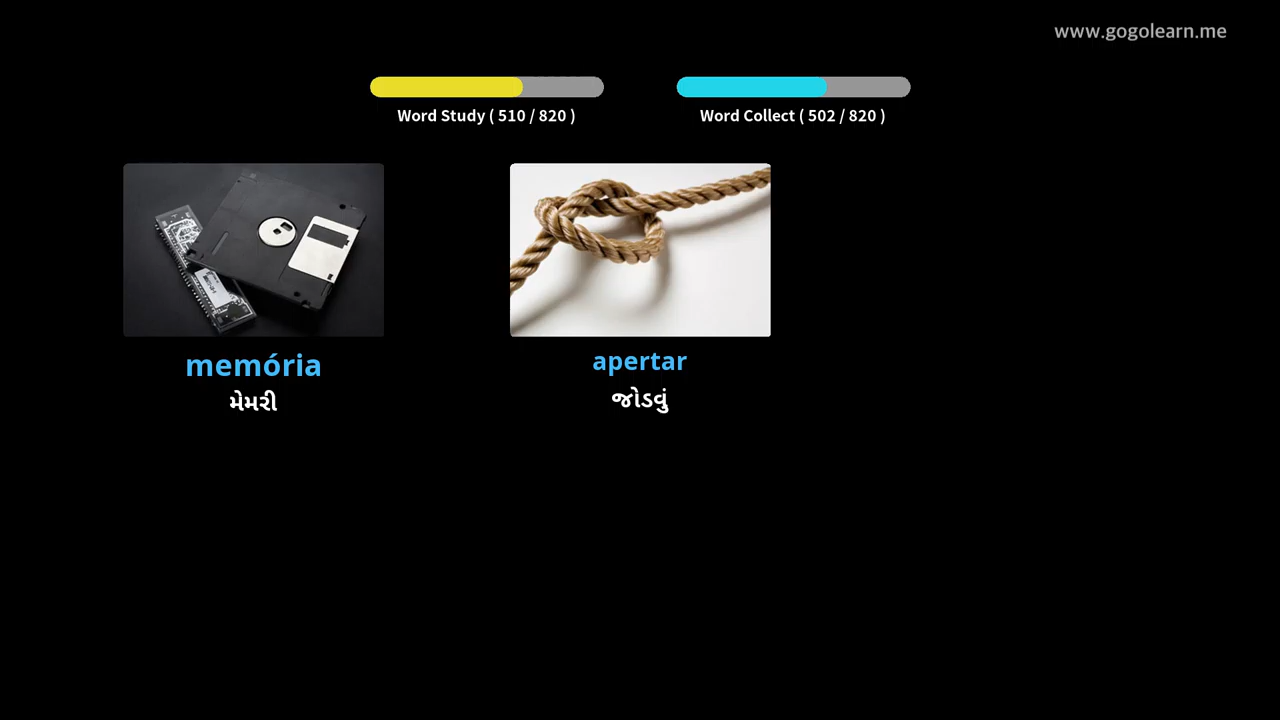 www.gogolearn.me
Word Study ( 510 / 820 )
Word Collect ( 502 / 820 )
memória
મેમરી
apertar
જોડવું